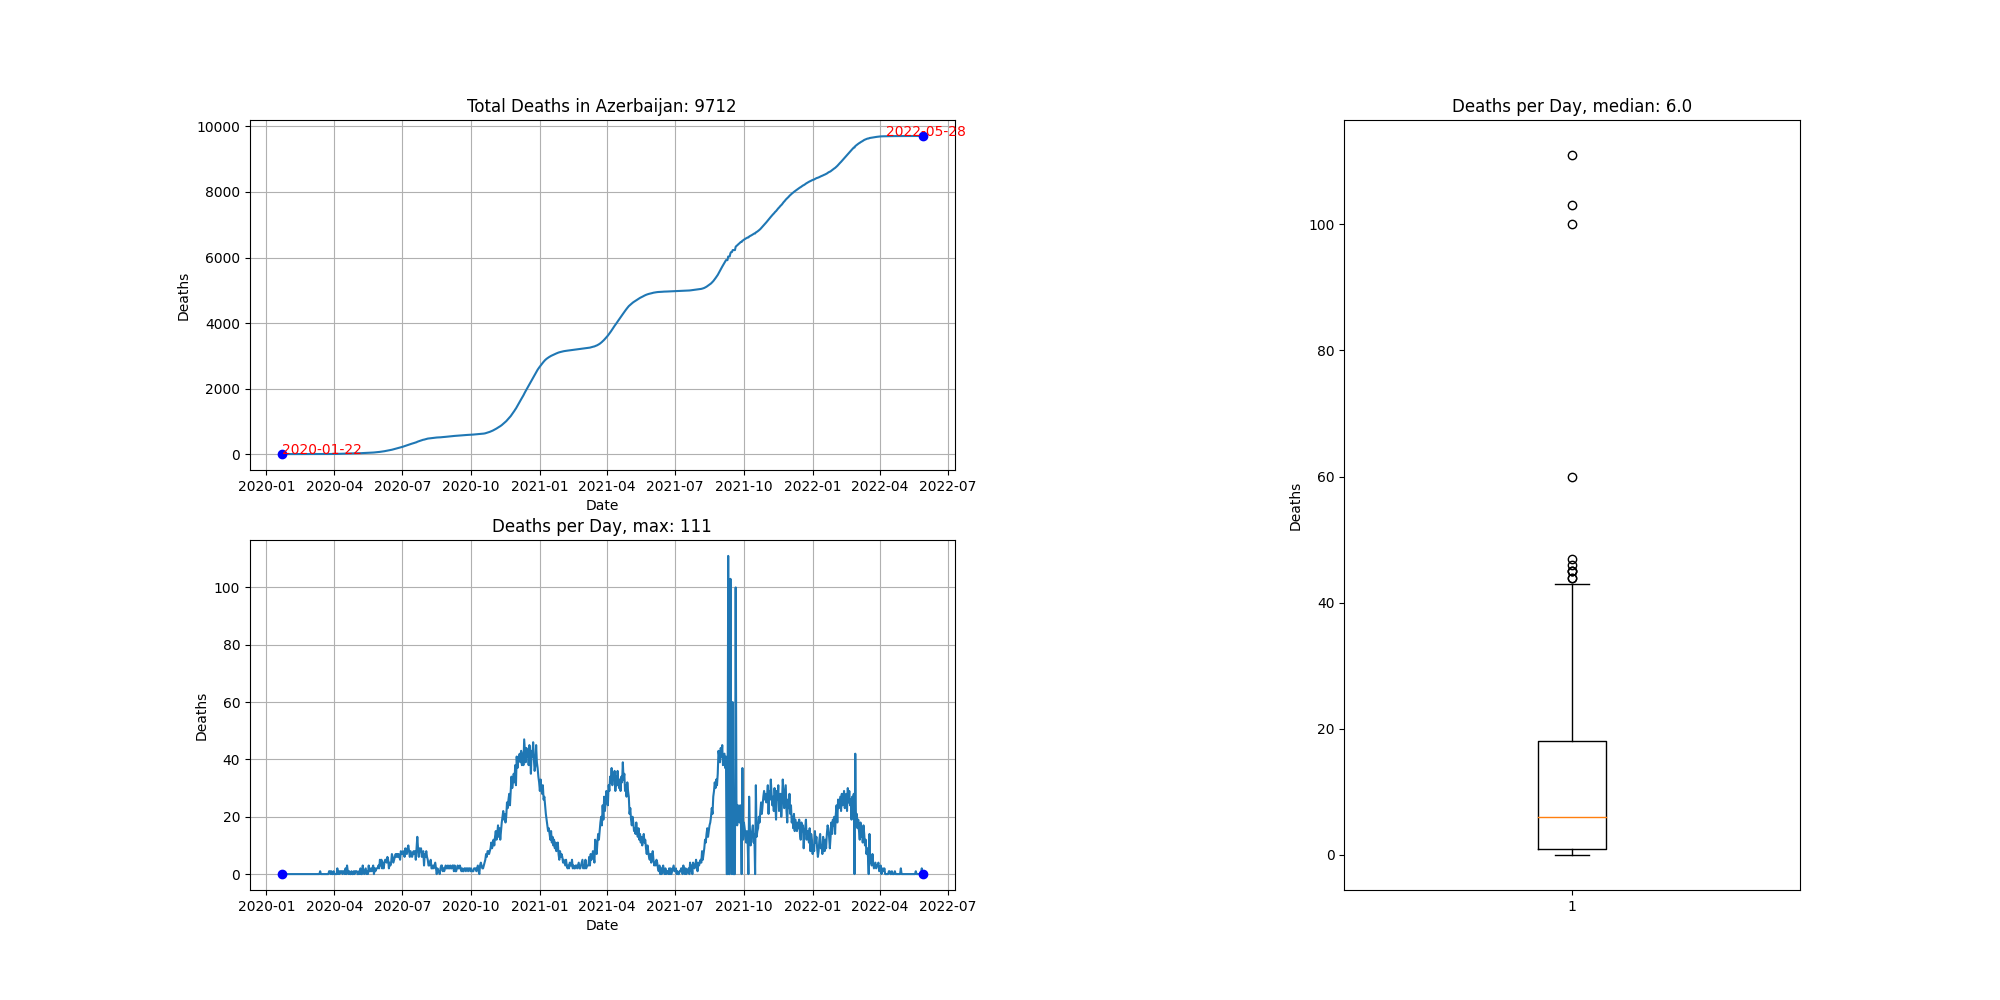 Total Deaths in Azerbaijan: 9712
Deaths
10000
8000
6000
4000
2000
0
2020-01-22
2022-05-28
2020-01 2020-04 2020-07 2020-10 2021-01 2021-04 2021-07 2021-10 2022-01 2022-04 2022-07
Date
Deaths per Day, max: 111
Deaths
100
80
60
40
20
0
2020-01 2020-04 2020-07 2020-10 2021-01 2021-04 2021-07 2021-10 2022-01 2022-04 2022-07
Date
Deaths per Day, median: 6.0
Deaths
100
80
60
40
20
0
1